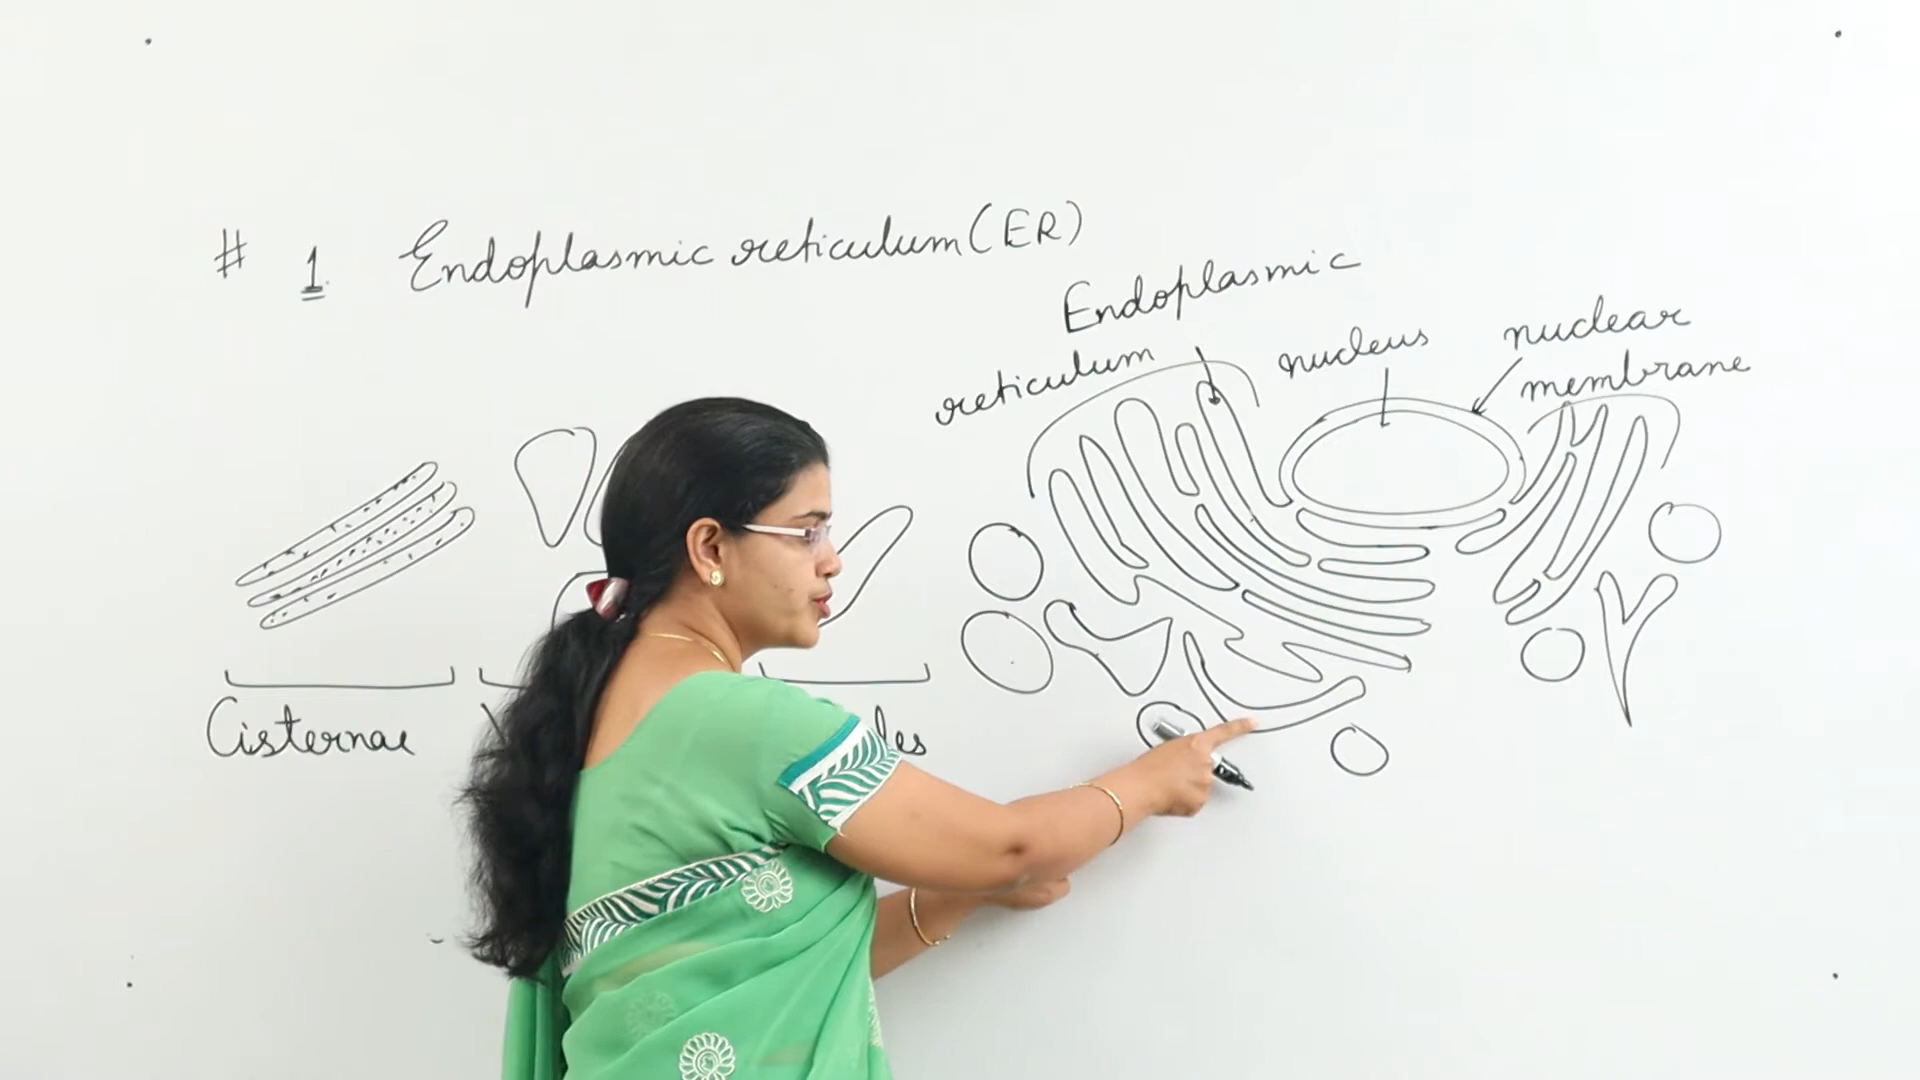 # 1 Endoplasmic reticulum (ER)
Endoplasmic
reticulum
nucleus
nuclear
membrane
Cisternae